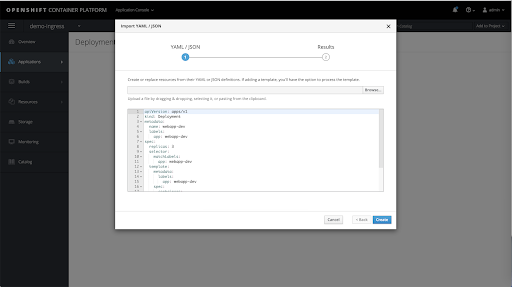 OPENSHIFT CONTAINER PLATFORM Application Console admin
demo-ingress Catalog Add to Project
Overview
Deployment
Applications
Builds
Resources
Storage
Monitoring
Catalog
Import YAML / JSON
YAML / JSON Results
1 2
Create or replace resources from their YAML or JSON definitions. If adding a template, you'll have the option to process the template.
Browse...
Upload a file by dragging & dropping, selecting it, or pasting from the clipboard.
1 apiVersion: apps/v1
2 kind: Deployment
3 metadata:
4 name: webapp-dev
5 labels:
6 app: webapp-dev
7 spec:
8 replicas: 3
9 selector:
10 matchLabels:
11 app: webapp-dev
12 template:
13 metadata:
14 labels:
15 app: webapp-dev
16 spec:
Cancel < Back Create